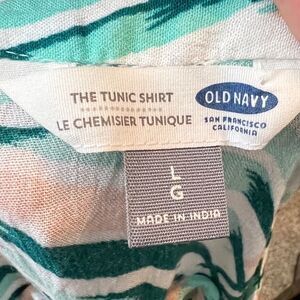 THE TUNIC SHIRT
LE CHEMISIER TUNIQUE
OLD NAVY
SAN FRANCISCO
CALIFORNIA
L
G
MADE IN INDIA